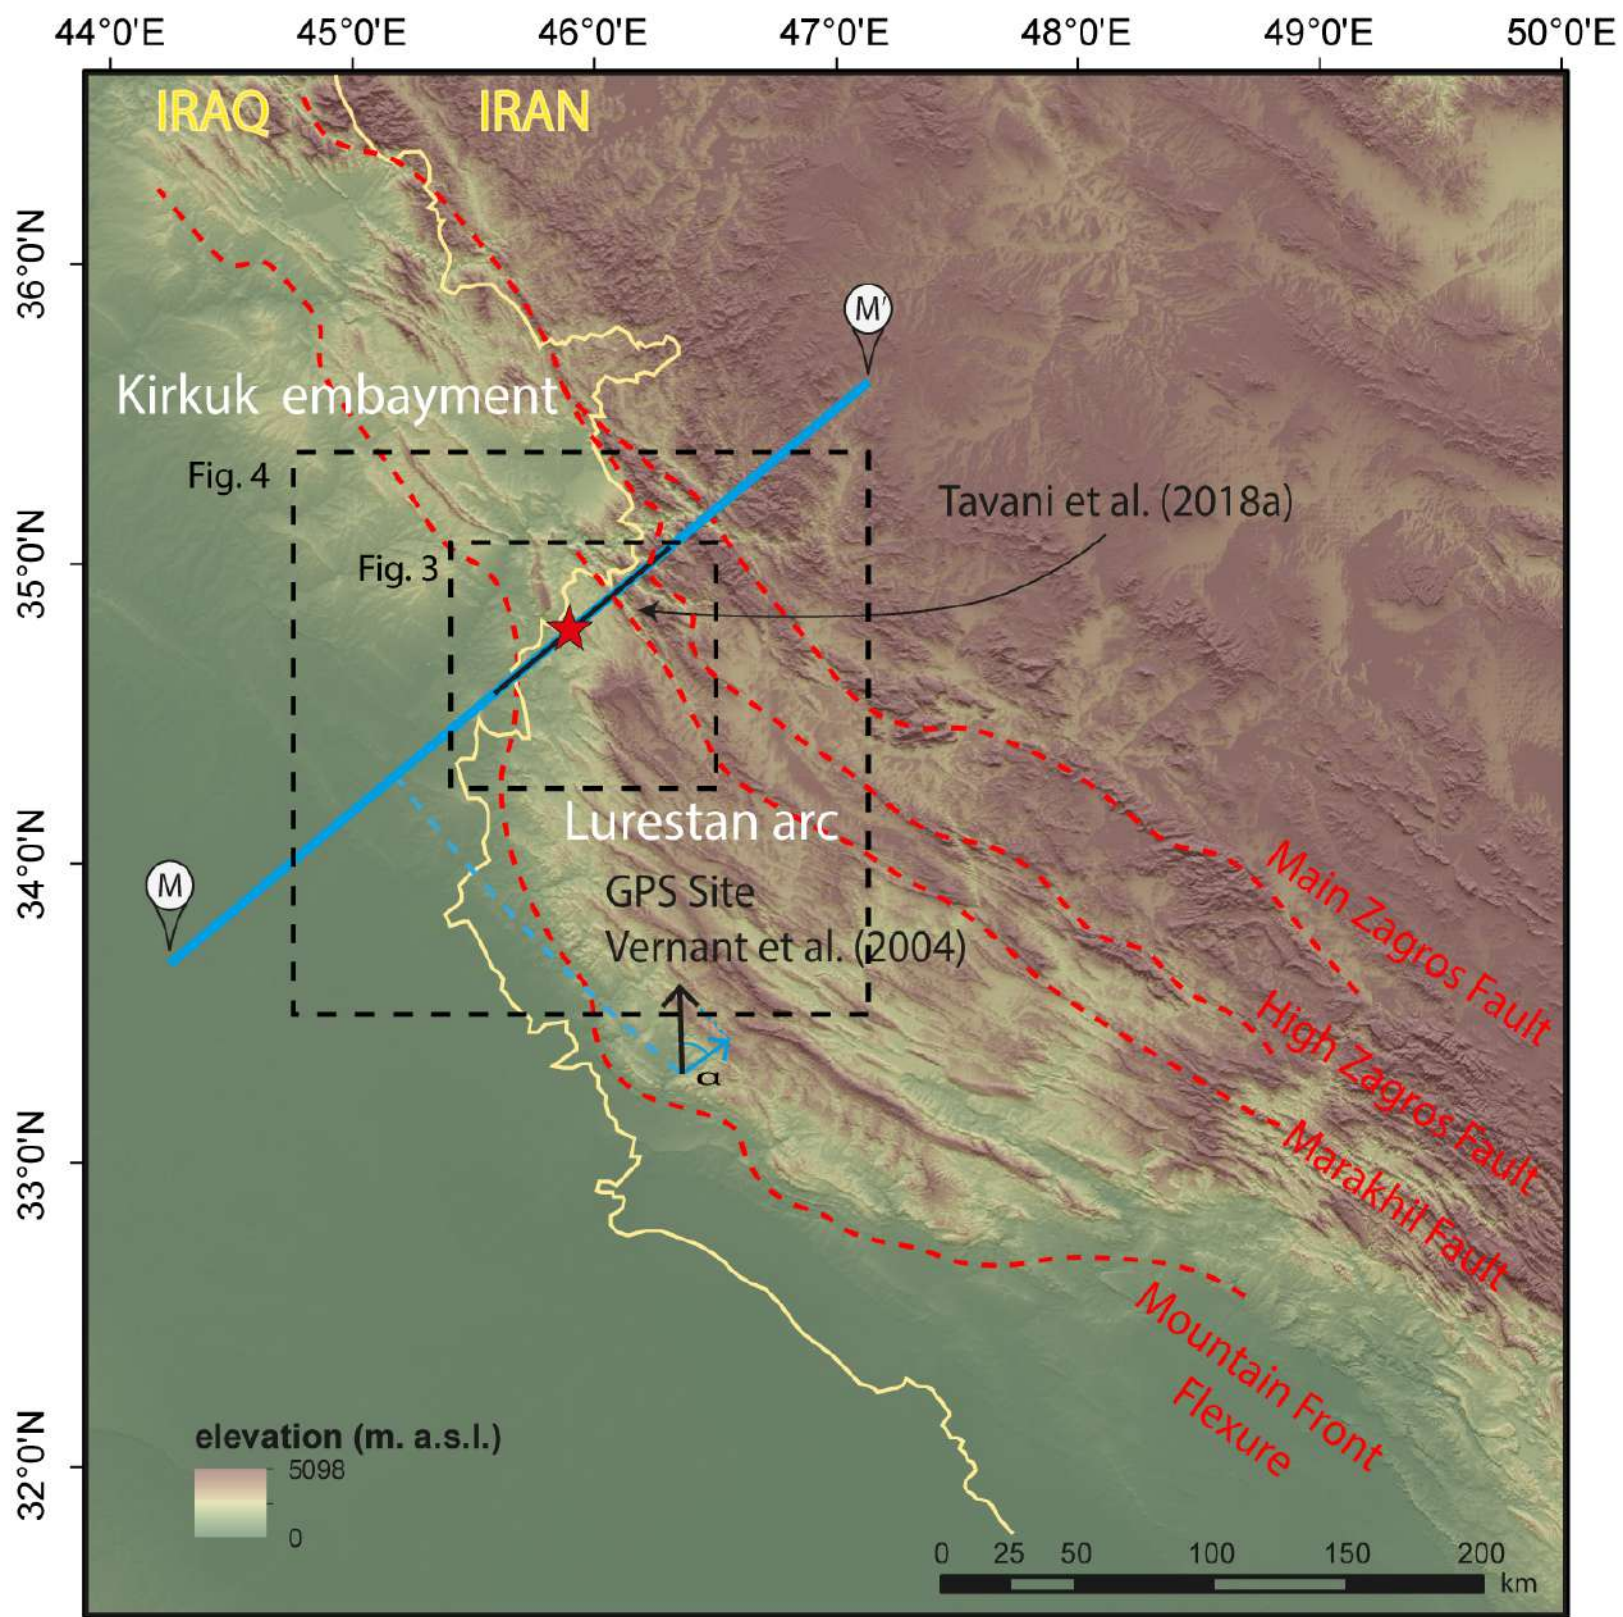 44°0'E 45°0'E 46°0'E 47°0'E 48°0'E 49°0'E 50°0'E
IRAQ
IRAN
36°0'N
M'
Kirkuk embayment
Fig. 4
Tavani et al. (2018a)
35°0'N
Fig. 3
Lurestan arc
34°0'N
M
GPS Site
Vernant et al. (2004)
Main Zagros Fault
High Zagros Fault
α
33°0'N
Marakhil Fault
Mountain Front
Flexure
32°0'N
elevation (m. a.s.l.)
5098
0
0 25 50 100 150 200
km